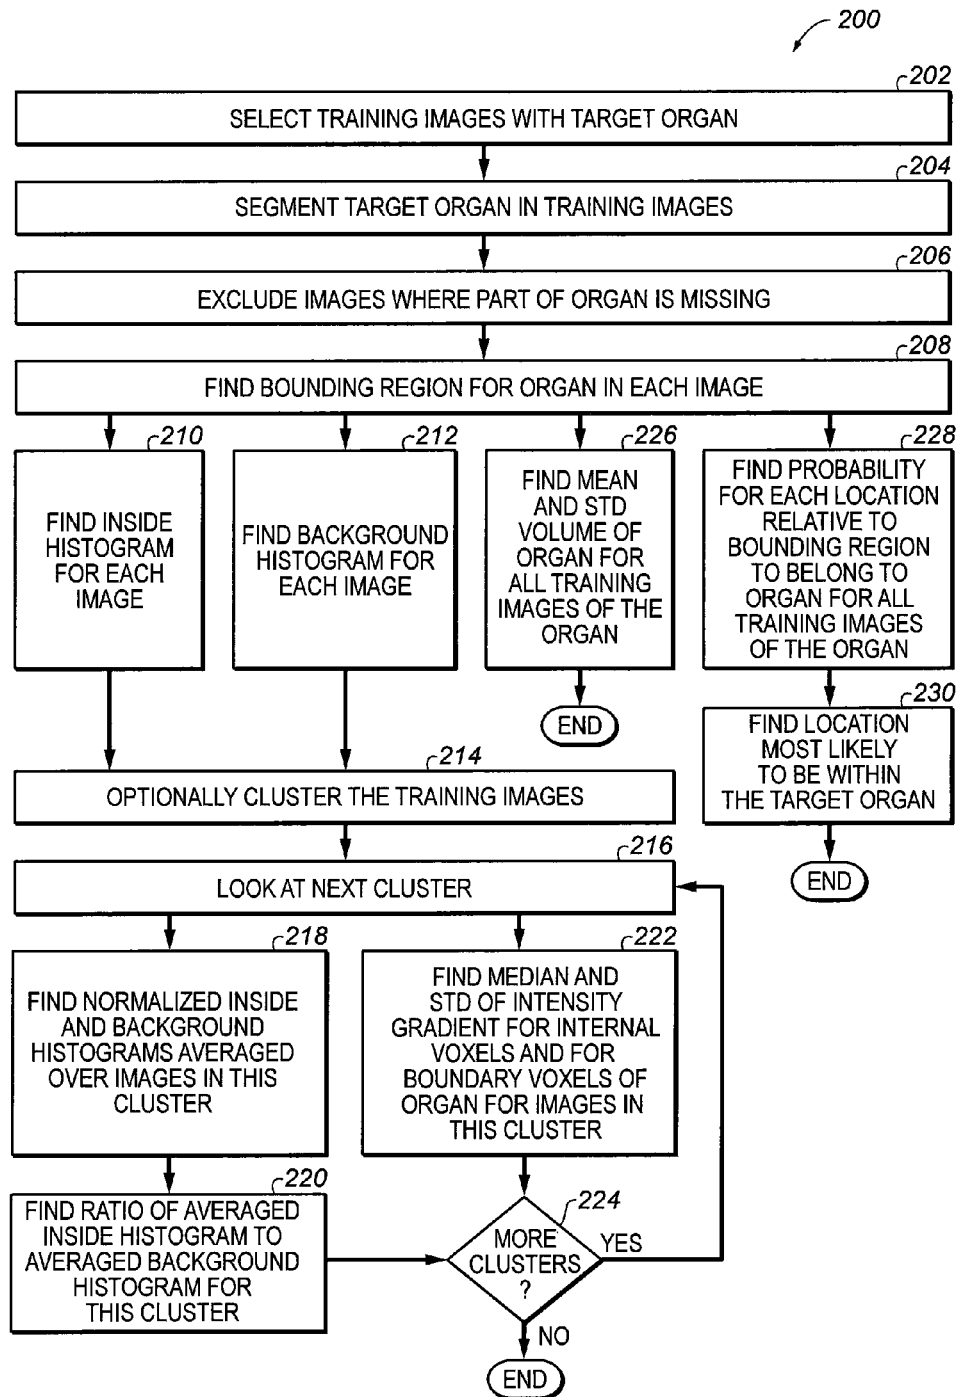 200
202
SELECT TRAINING IMAGES WITH TARGET ORGAN
204
SEGMENT TARGET ORGAN IN TRAINING IMAGES
206
EXCLUDE IMAGES WHERE PART OF ORGAN IS MISSING
208
FIND BOUNDING REGION FOR ORGAN IN EACH IMAGE
210
FIND INSIDE
HISTOGRAM
FOR EACH
IMAGE
212
FIND BACKGROUND
HISTOGRAM FOR
EACH IMAGE
226
FIND MEAN
AND STD
VOLUME OF
ORGAN FOR
ALL TRAINING
IMAGES OF THE
ORGAN
END
228
FIND PROBABILITY
FOR EACH LOCATION
RELATIVE TO
BOUNDING REGION
TO BELONG TO
ORGAN FOR ALL
TRAINING IMAGES
OF THE ORGAN
230
FIND LOCATION
MOST LIKELY
TO BE WITHIN
THE TARGET ORGAN
END
214
OPTIONALLY CLUSTER THE TRAINING IMAGES
216
LOOK AT NEXT CLUSTER
218
FIND NORMALIZED INSIDE
AND BACKGROUND
HISTOGRAMS AVERAGED
OVER IMAGES IN THIS
CLUSTER
222
FIND MEDIAN AND
STD OF INTENSITY
GRADIENT FOR INTERNAL
VOXELS AND FOR
BOUNDARY VOXELS OF
ORGAN FOR IMAGES IN
THIS CLUSTER
220
FIND RATIO OF AVERAGED
INSIDE HISTOGRAM TO
AVERAGED BACKGROUND
HISTOGRAM FOR
THIS CLUSTER
224
MORE
CLUSTERS
?
YES
NO
END